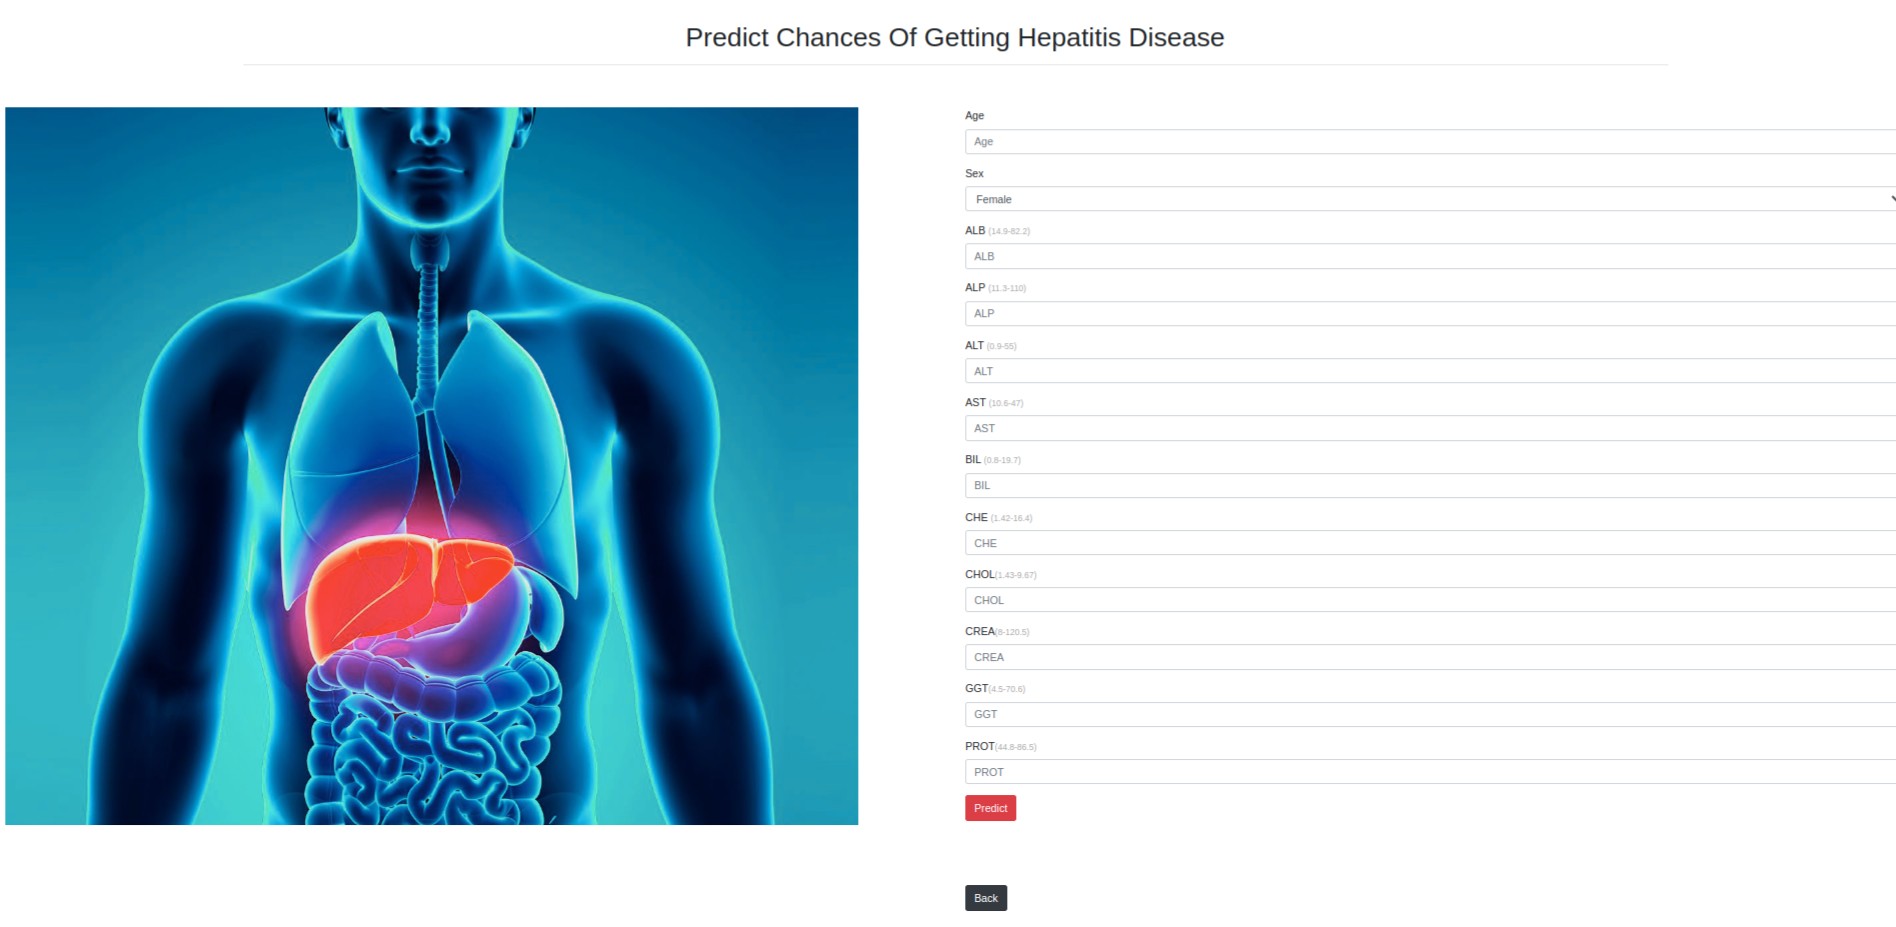 Predict Chances Of Getting Hepatitis Disease
Age
Age
Sex
Female
ALB (14.9-82.2)
ALB
ALP (11.3-110)
ALP
ALT (0.9-55)
ALT
AST (10.6-47)
AST
BIL (0.8-19.7)
BIL
CHE (1.42-16.4)
CHE
CHOL(1.43-9.67)
CHOL
CREA(8-120.5)
CREA
GGT(4.5-70.6)
GGT
PROT(44.8-86.5)
PROT
Predict
Back